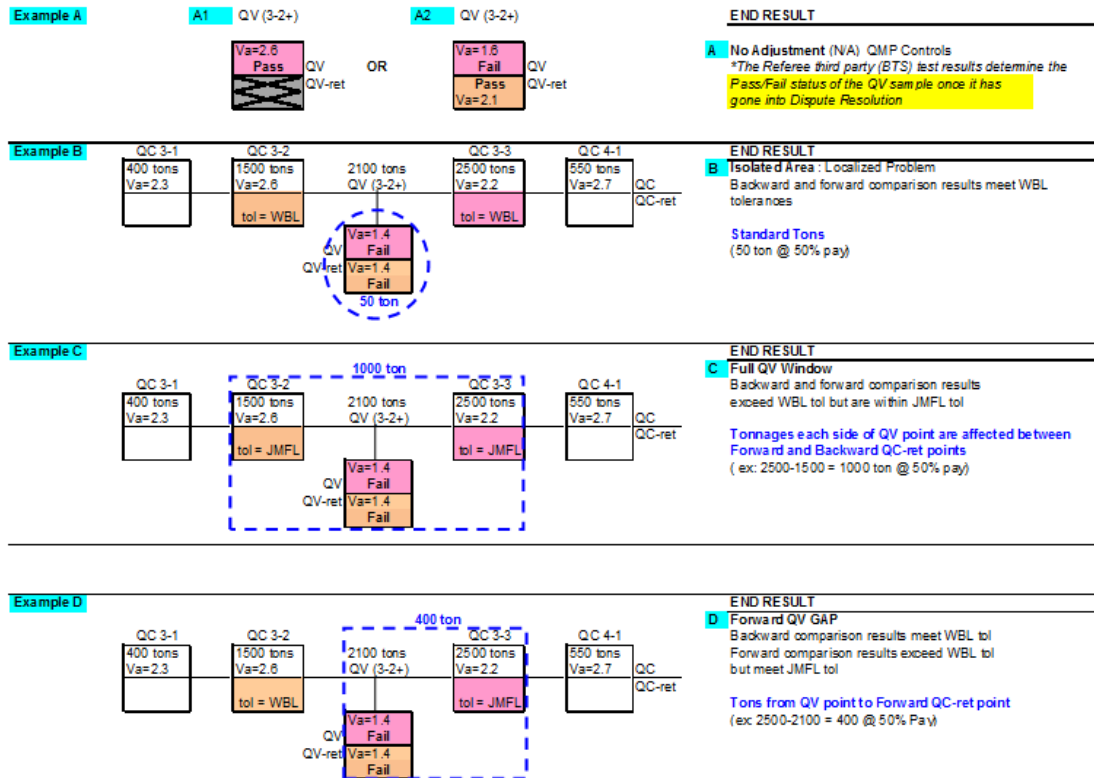 Example A A1 QV (3-2+) A2 QV (3-2+) END RESULT
Va=2.6 Va=1.6 A No Adjustment (N/A) QMP Controls
Pass QV OR Fail QV *The Referee third party (BTS) test results determine the
QV-ret Pass QV-ret Pass/Fail status of the QV sample once it has
Va=2.1 gone into Dispute Resolution
Example B QC 3-1 QC 3-2 QC 3-3 QC 4-1 END RESULT
400 tons 1500 tons 2100 tons 2500 tons 550 tons B Isolated Area : Localized Problem
Va=2.3 Va=2.6 QV (3-2+) Va=2.2 Va=2.7 QC Backward and forward comparison results meet WBL
QC-ret tolerances
tol = WBL tol = WBL
Va=1.4 Standard Tons
QV Fail (50 ton @ 50% pay)
QV-ret Va=1.4
Fail
50 ton
Example C END RESULT
1000 ton C Full QV Window
QC 3-1 QC 3-2 QC 3-3 QC 4-1 Backward and forward comparison results
400 tons 1500 tons 2100 tons 2500 tons 550 tons exceed WBL tol but are within JMFL tol
Va=2.3 Va=2.6 QV (3-2+) Va=2.2 Va=2.7 QC
QC-ret Tonnages each side of QV point are affected between
tol = JMFL tol = JMFL Forward and Backward QC-ret points
Va=1.4 ( ex: 2500-1500 = 1000 ton @ 50% pay)
QV Fail
QV-ret Va=1.4
Fail
Example D END RESULT
400 ton D Forward QV GAP
QC 3-1 QC 3-2 QC 3-3 QC 4-1 Backward comparison results meet WBL tol
400 tons 1500 tons 2100 tons 2500 tons 550 tons Forward comparison results exceed WBL tol
Va=2.3 Va=2.6 QV (3-2+) Va=2.2 Va=2.7 QC but meet JMFL tol
QC-ret
tol = WBL tol = JMFL Tons from QV point to Forward QC-ret point
Va=1.4 (ex: 2500-2100 = 400 @ 50% Pay)
QV Fail
QV-ret Va=1.4
Fail